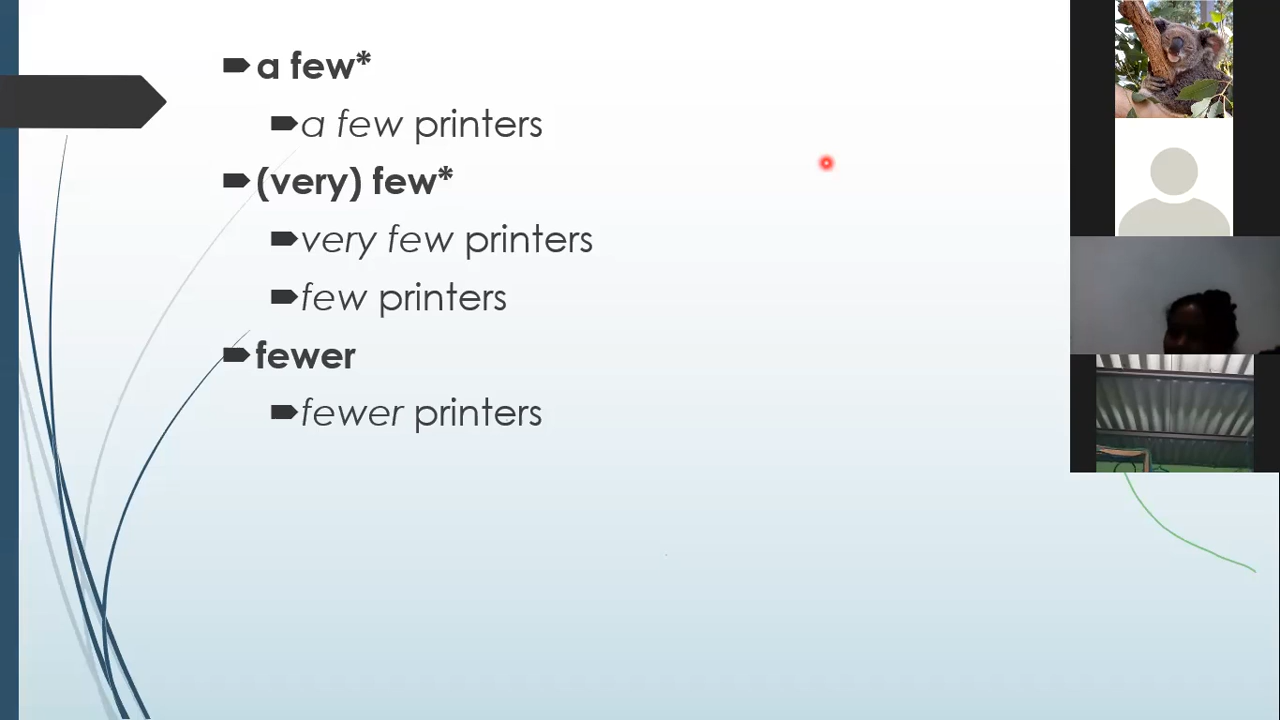 a few*
a few printers
(very) few*
very few printers
few printers
fewer
fewer printers